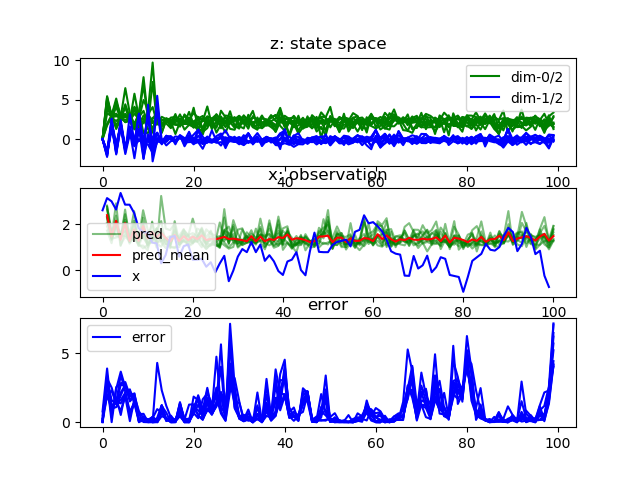 z: state space
10
5
0
dim-0/2
dim-1/2
0 20 40 60 80 100
x: observation
2
0
pred
pred_mean
x
0 20 40 60 80 100
error
5
0
error
0 20 40 60 80 100